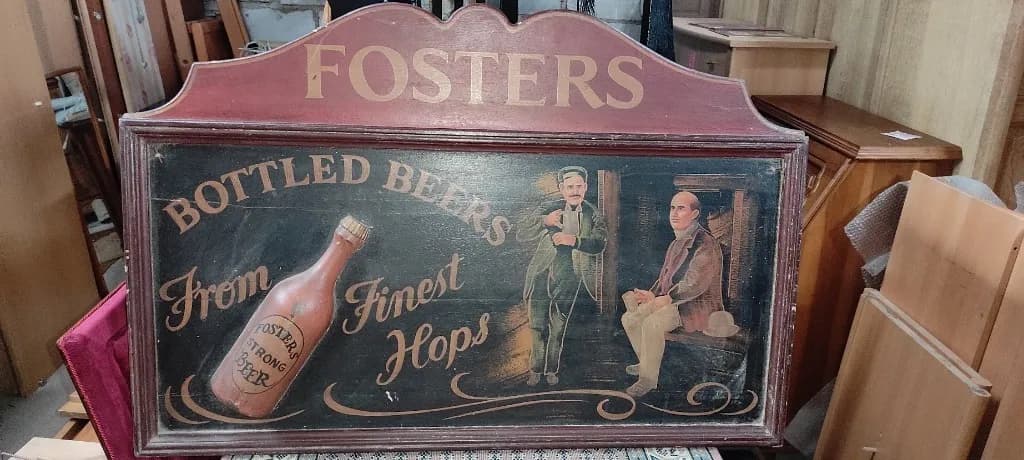 FOSTERS
BOTTLED BEERS
From Finest
Hops
FOSTERS
STRONG
BEER